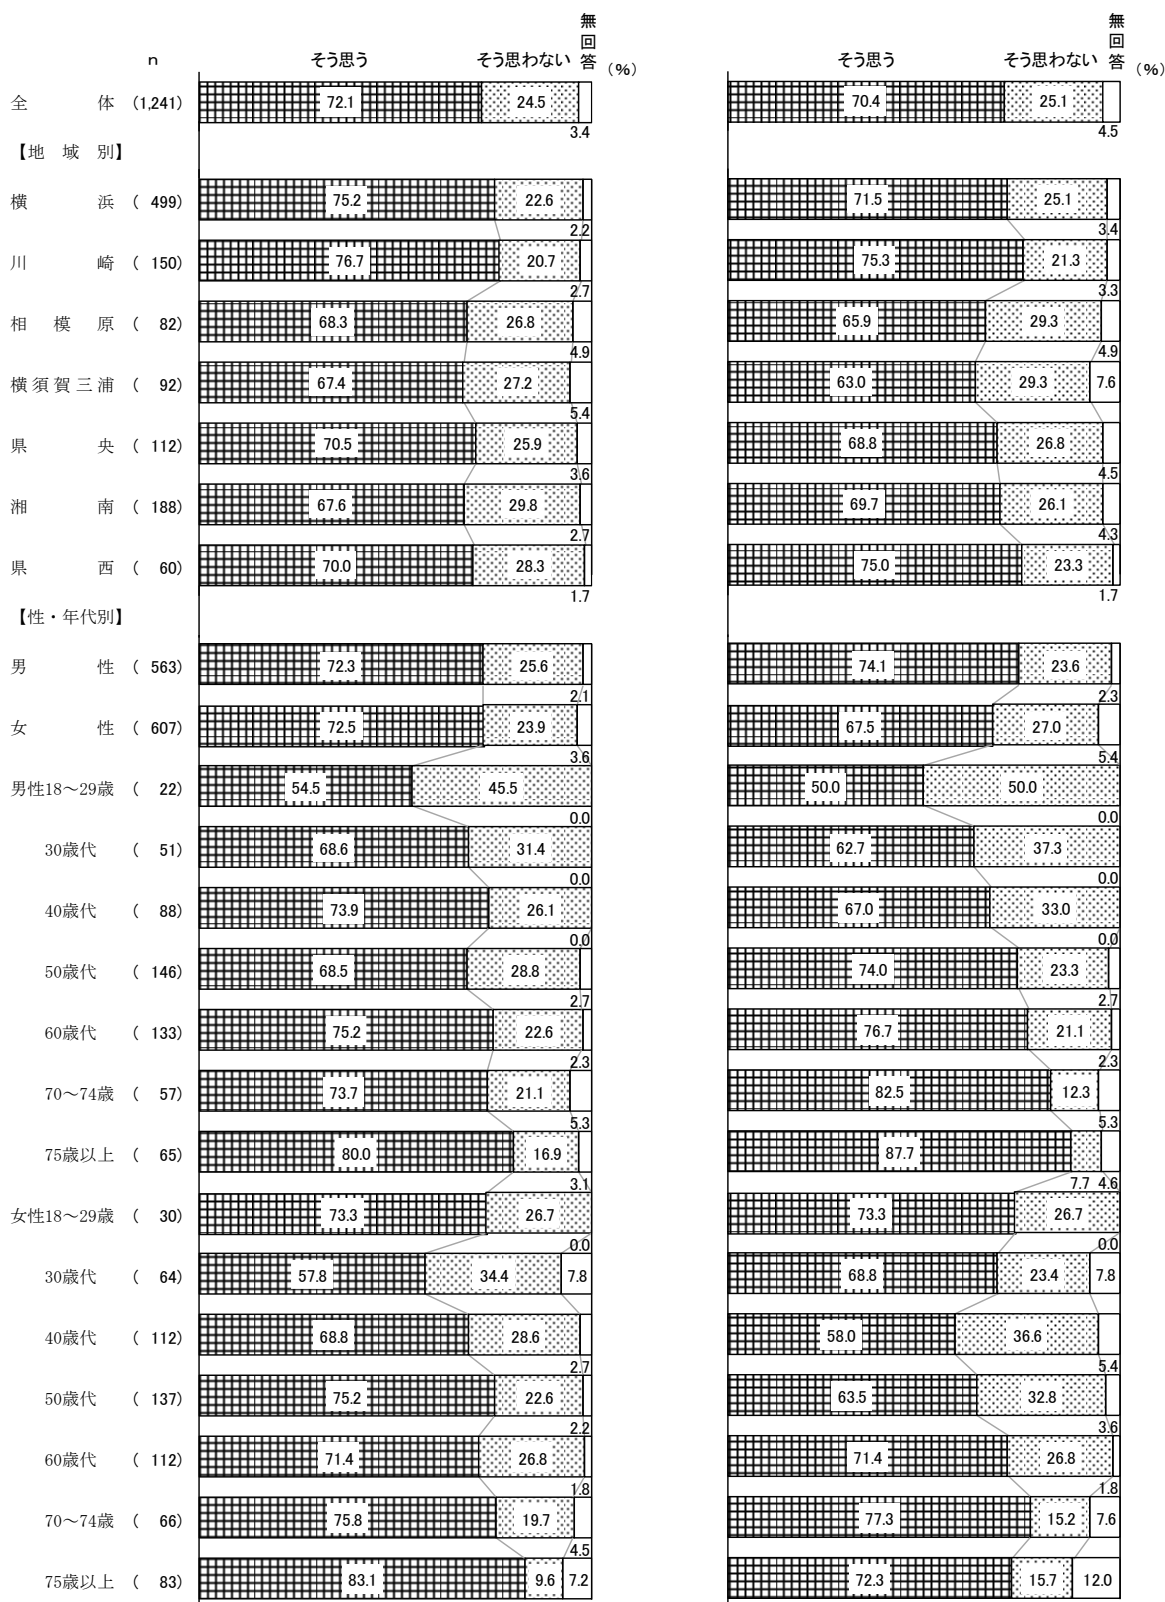 無回答 無回答
n そう思う そう思わない (%) そう思う そう思わない (%)
全体 (1,241) 72.1 24.5 70.4 25.1
3.4 4.5
【地域別】
横浜 ( 499) 75.2 22.6 71.5 25.1
2.2 3.4
川崎 ( 150) 76.7 20.7 75.3 21.3
2.7 3.3
相模原 ( 82) 68.3 26.8 65.9 29.3
4.9 4.9
横須賀三浦 ( 92) 67.4 27.2 63.0 29.3 7.6
5.4
県央 ( 112) 70.5 25.9 68.8 26.8
3.6 4.5
湘南 ( 188) 67.6 29.8 69.7 26.1
2.7 4.3
県西 ( 60) 70.0 28.3 75.0 23.3
1.7 1.7
【性・年代別】
男性 ( 563) 72.3 25.6 74.1 23.6
2.1 2.3
女性 ( 607) 72.5 23.9 67.5 27.0
3.6 5.4
男性18～29歳 ( 22) 54.5 45.5 50.0 50.0
0.0 0.0
30歳代 ( 51) 68.6 31.4 62.7 37.3
0.0 0.0
40歳代 ( 88) 73.9 26.1 67.0 33.0
0.0 0.0
50歳代 ( 146) 68.5 28.8 74.0 23.3
2.7 2.7
60歳代 ( 133) 75.2 22.6 76.7 21.1
2.3 2.3
70～74歳 ( 57) 73.7 21.1 82.5 12.3
5.3 5.3
75歳以上 ( 65) 80.0 16.9 87.7
3.1 7.7 4.6
女性18～29歳 ( 30) 73.3 26.7 73.3 26.7
0.0 0.0
30歳代 ( 64) 57.8 34.4 7.8 68.8 23.4 7.8
40歳代 ( 112) 68.8 28.6 58.0 36.6
2.7 5.4
50歳代 ( 137) 75.2 22.6 63.5 32.8
2.2 3.6
60歳代 ( 112) 71.4 26.8 71.4 26.8
1.8 1.8
70～74歳 ( 66) 75.8 19.7 77.3 15.2 7.6
4.5
75歳以上 ( 83) 83.1 9.6 7.2 72.3 15.7 12.0